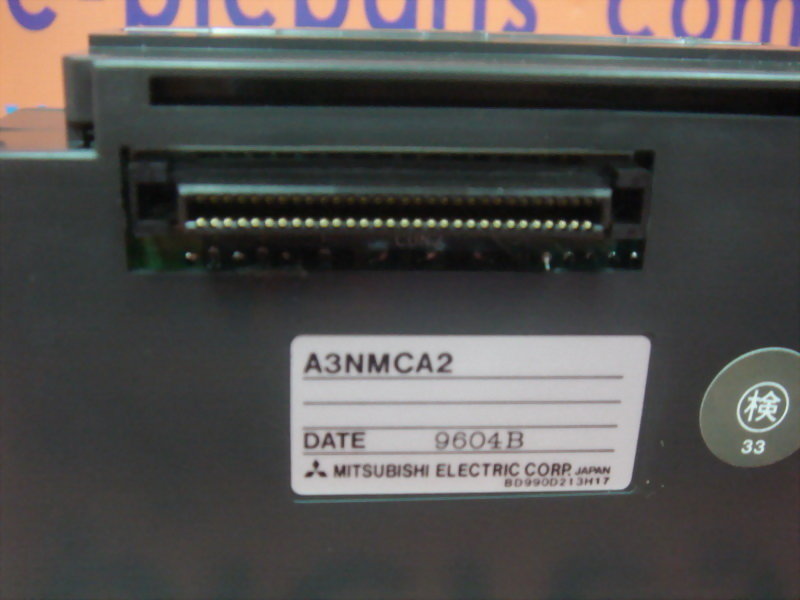 A3NMCA2
DATE 9604B
MITSUBISHI ELECTRIC CORP. JAPAN
BD990D213H17
検
33